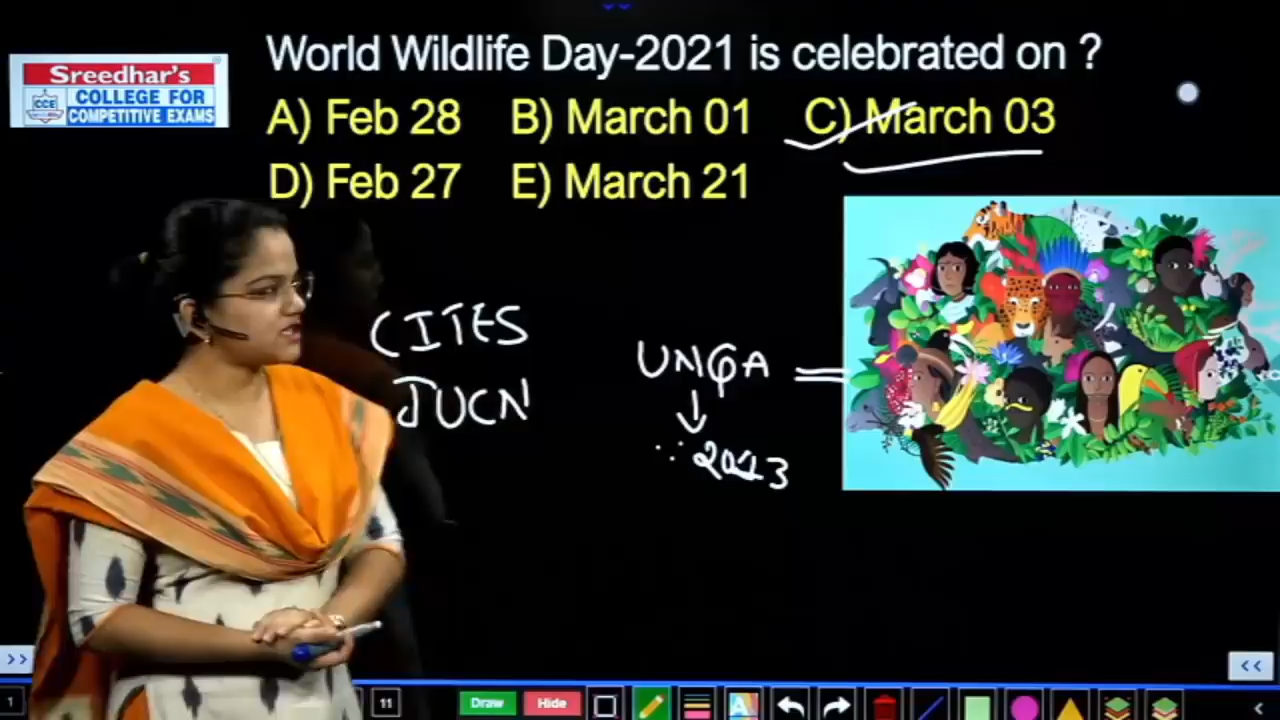 World Wildlife Day-2021 is celebrated on ?
Sreedhar's
CCE
COLLEGE FOR
COMPETITIVE EXAMS
A) Feb 28 B) March 01 C) March 03
D) Feb 27 E) March 21
CITES
IUCN
UNGA
2013
>>
<<
1
11
Draw
Hide
A
<